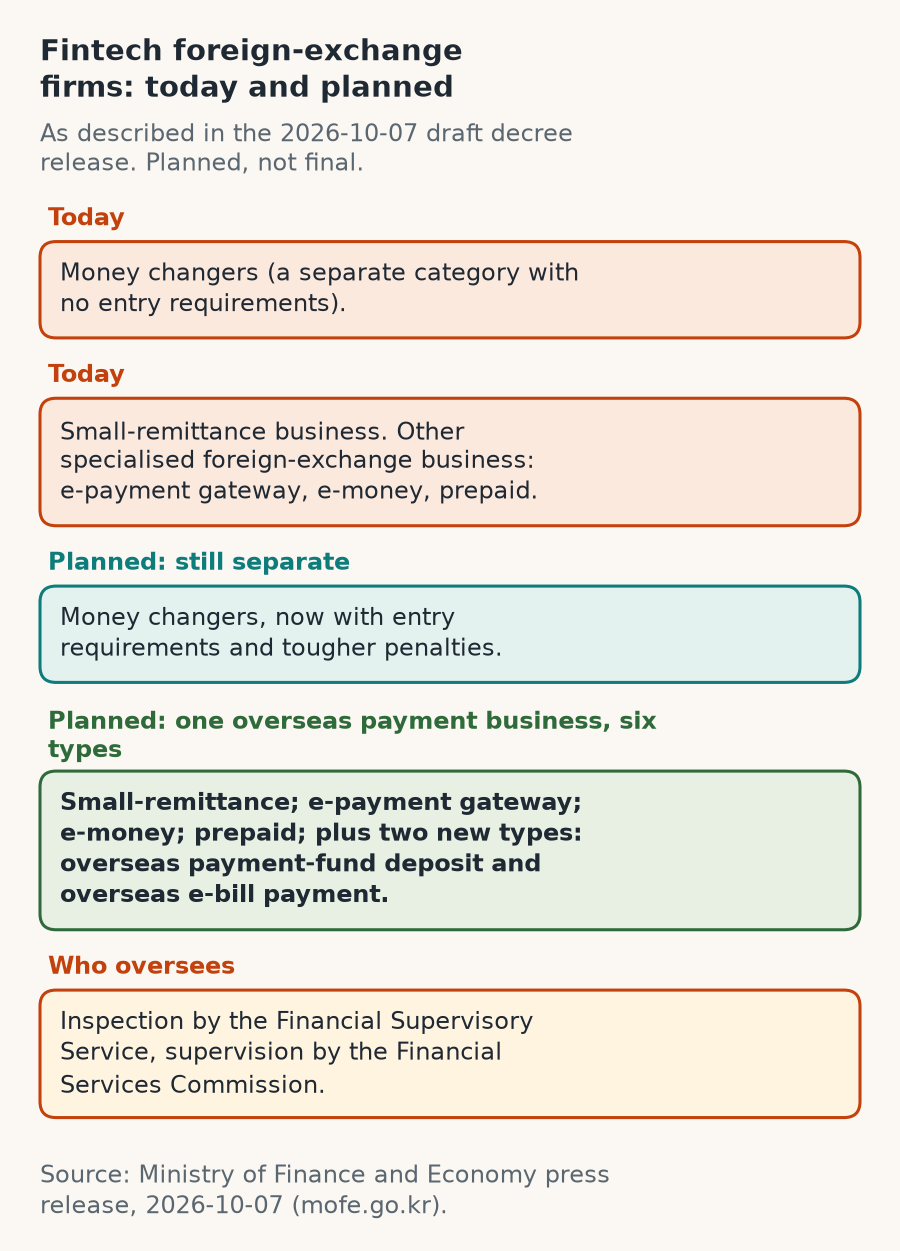 Fintech foreign-exchange
firms: today and planned
As described in the 2026-10-07 draft decree
release. Planned, not final.
Today
Money changers (a separate category with
no entry requirements).
Today
Small-remittance business. Other
specialised foreign-exchange business:
e-payment gateway, e-money, prepaid.
Planned: still separate
Money changers, now with entry
requirements and tougher penalties.
Planned: one overseas payment business, six
types
Small-remittance; e-payment gateway;
e-money; prepaid; plus two new types:
overseas payment-fund deposit and
overseas e-bill payment.
Who oversees
Inspection by the Financial Supervisory
Service, supervision by the Financial
Services Commission.
Source: Ministry of Finance and Economy press
release, 2026-10-07 (mofe.go.kr).